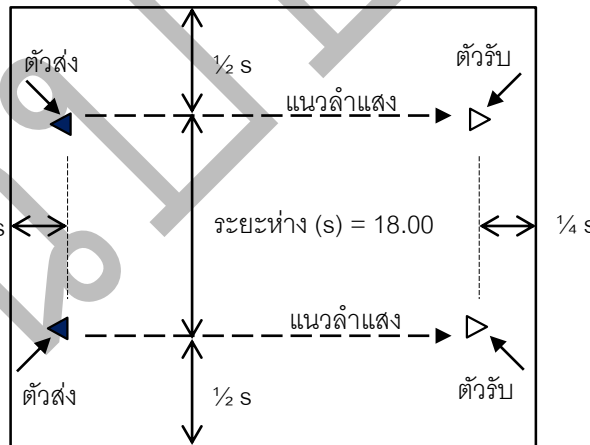 ตัวส่ง
½ s
ตัวรับ
แนวลำแสง
s
ระยะห่าง (s) = 18.00
¼ s
แนวลำแสง
ตัวส่ง
½ s
ตัวรับ